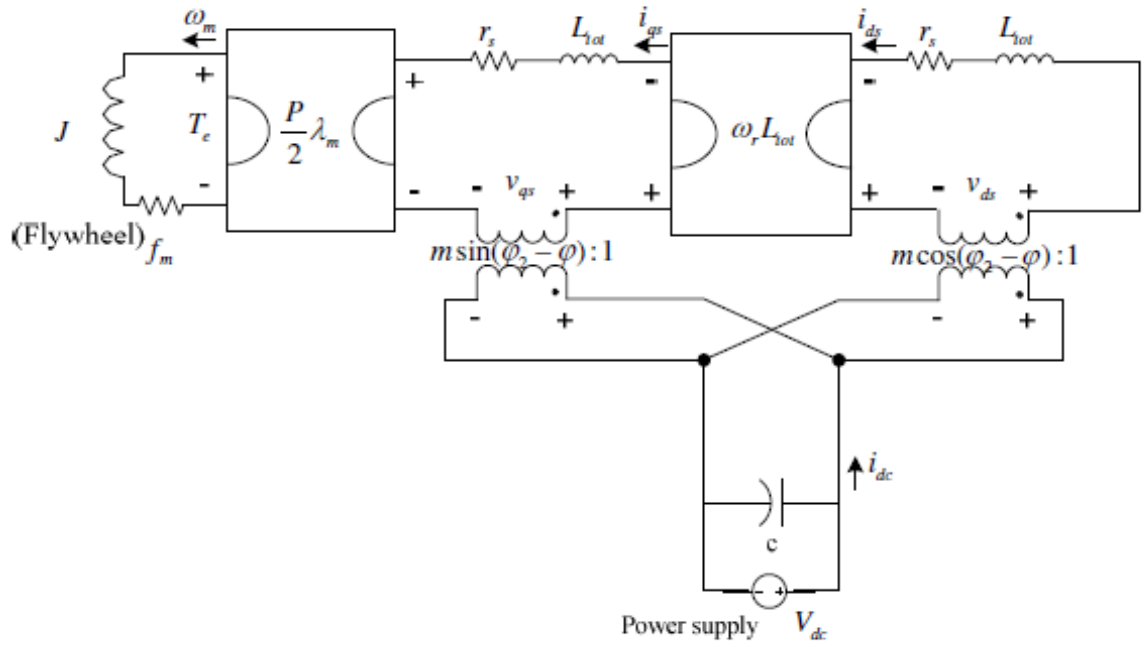 ω_m
i_qs
i_ds
r_s
L_tot
r_s
L_tot
+
+
-
-
J
T_e
P/2 λ_m
ω_r L_tot
-
-
-
v_qs
+
+
+
-
v_ds
+
(Flywheel)
f_m
m sin(φ_2 − φ) : 1
m cos(φ_2 − φ) : 1
-
+
-
+
i_dc
c
- +
Power supply
V_dc